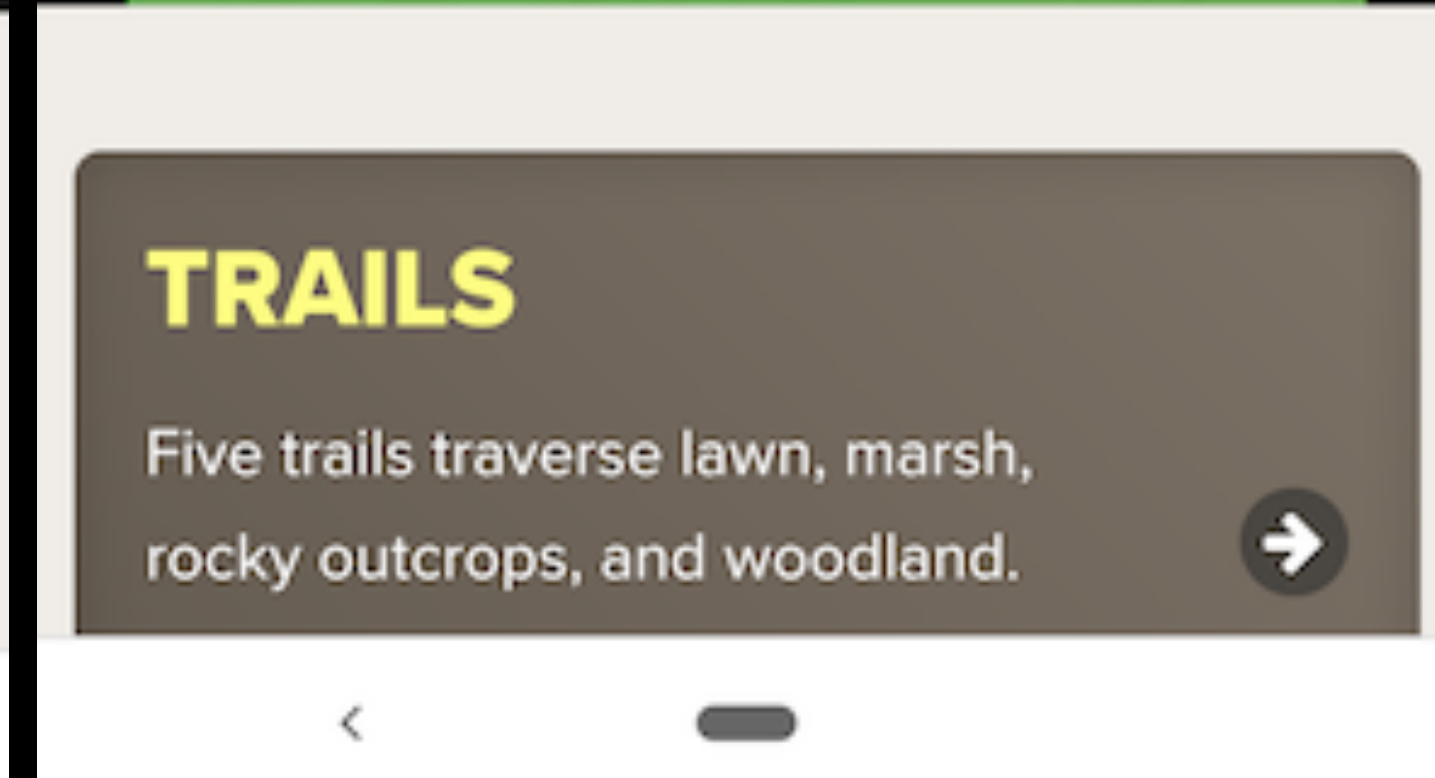 TRAILS
Five trails traverse lawn, marsh,
rocky outcrops, and woodland.